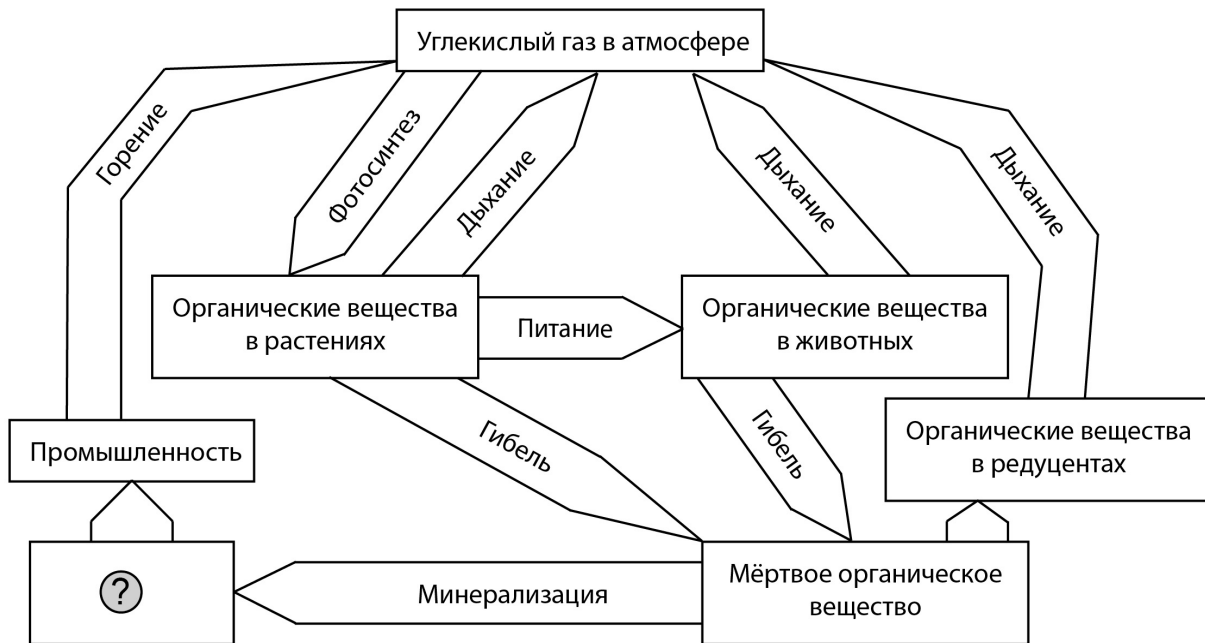 Углекислый газ в атмосфере
Горение
Фотосинтез
Дыхание
Дыхание
Дыхание
Органические вещества
в растениях
Питание
Органические вещества
в животных
Гибель
Гибель
Промышленность
Органические вещества
в редуцентах
?
Минерализация
Мёртвое органическое
вещество